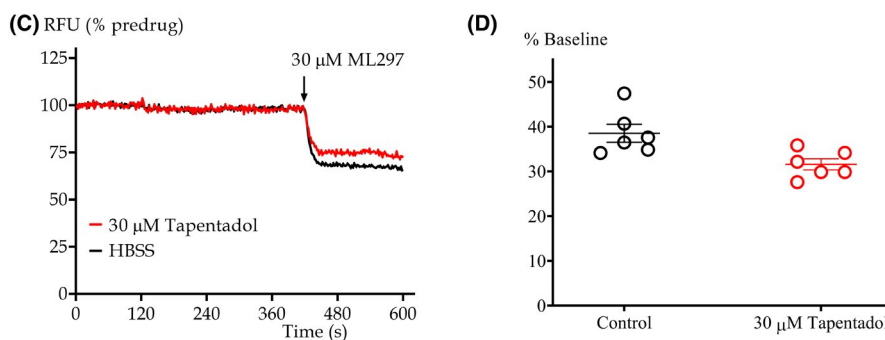 (C) RFU (% predrug)
125
100
75
50
25
0
30 μM ML297
30 μM Tapentadol
HBSS
0 120 240 360 480 600
Time (s)
(D)
% Baseline
50
40
30
20
10
0
Control 30 μM Tapentadol